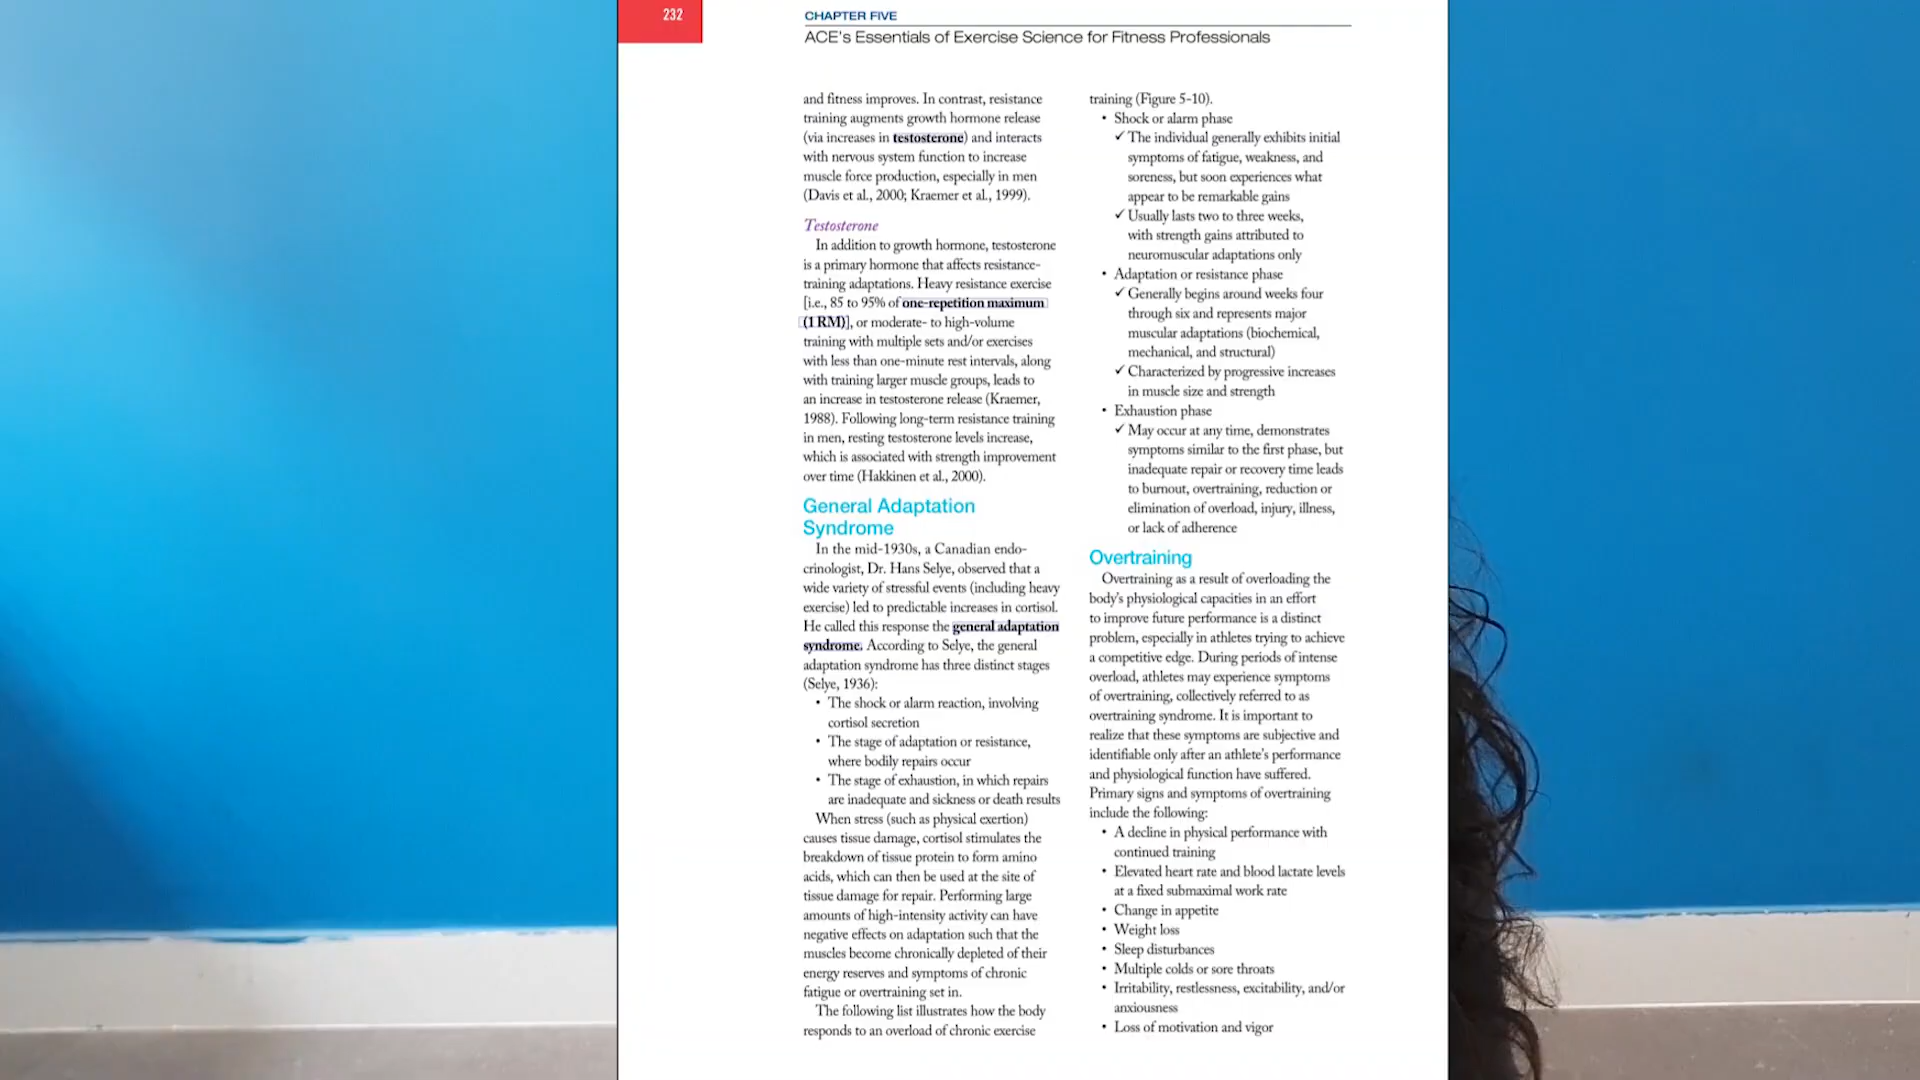 232
CHAPTER FIVE
ACE's Essentials of Exercise Science for Fitness Professionals
and fitness improves. In contrast, resistance
training augments growth hormone release
(via increases in testosterone) and interacts
with nervous system function to increase
muscle force production, especially in men
(Davis et al., 2000; Kraemer et al., 1999).
Testosterone
In addition to growth hormone, testosterone
is a primary hormone that affects resistance-
training adaptations. Heavy resistance exercise
[i.e., 85 to 95% of one-repetition maximum
(1 RM)], or moderate- to high-volume
training with multiple sets and/or exercises
with less than one-minute rest intervals, along
with training larger muscle groups, leads to
an increase in testosterone release (Kraemer,
1988). Following long-term resistance training
in men, resting testosterone levels increase,
which is associated with strength improvement
over time (Hakkinen et al., 2000).
General Adaptation
Syndrome
In the mid-1930s, a Canadian endo-
crinologist, Dr. Hans Selye, observed that a
wide variety of stressful events (including heavy
exercise) led to predictable increases in cortisol.
He called this response the general adaptation
syndrome. According to Selye, the general
adaptation syndrome has three distinct stages
(Selye, 1936):
• The shock or alarm reaction, involving
cortisol secretion
• The stage of adaptation or resistance,
where bodily repairs occur
• The stage of exhaustion, in which repairs
are inadequate and sickness or death results
When stress (such as physical exertion)
causes tissue damage, cortisol stimulates the
breakdown of tissue protein to form amino
acids, which can then be used at the site of
tissue damage for repair. Performing large
amounts of high-intensity activity can have
negative effects on adaptation such that the
muscles become chronically depleted of their
energy reserves and symptoms of chronic
fatigue or overtraining set in.
The following list illustrates how the body
responds to an overload of chronic exercise
training (Figure 5-10).
• Shock or alarm phase
✓ The individual generally exhibits initial
symptoms of fatigue, weakness, and
soreness, but soon experiences what
appear to be remarkable gains
✓ Usually lasts two to three weeks,
with strength gains attributed to
neuromuscular adaptations only
• Adaptation or resistance phase
✓ Generally begins around weeks four
through six and represents major
muscular adaptations (biochemical,
mechanical, and structural)
✓ Characterized by progressive increases
in muscle size and strength
• Exhaustion phase
✓ May occur at any time, demonstrates
symptoms similar to the first phase, but
inadequate repair or recovery time leads
to burnout, overtraining, reduction or
elimination of overload, injury, illness,
or lack of adherence
Overtraining
Overtraining as a result of overloading the
body's physiological capacities in an effort
to improve future performance is a distinct
problem, especially in athletes trying to achieve
a competitive edge. During periods of intense
overload, athletes may experience symptoms
of overtraining, collectively referred to as
overtraining syndrome. It is important to
realize that these symptoms are subjective and
identifiable only after an athlete's performance
and physiological function have suffered.
Primary signs and symptoms of overtraining
include the following:
• A decline in physical performance with
continued training
• Elevated heart rate and blood lactate levels
at a fixed submaximal work rate
• Change in appetite
• Weight loss
• Sleep disturbances
• Multiple colds or sore throats
• Irritability, restlessness, excitability, and/or
anxiousness
• Loss of motivation and vigor